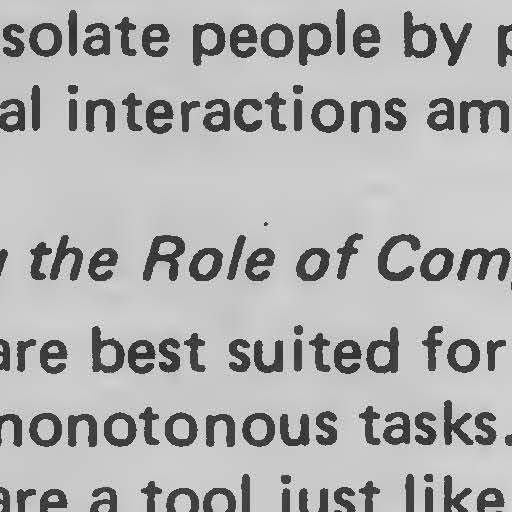 solate people by p
al interactions am
the Role of Com
are best suited for
monotonous tasks.
are a tool just like